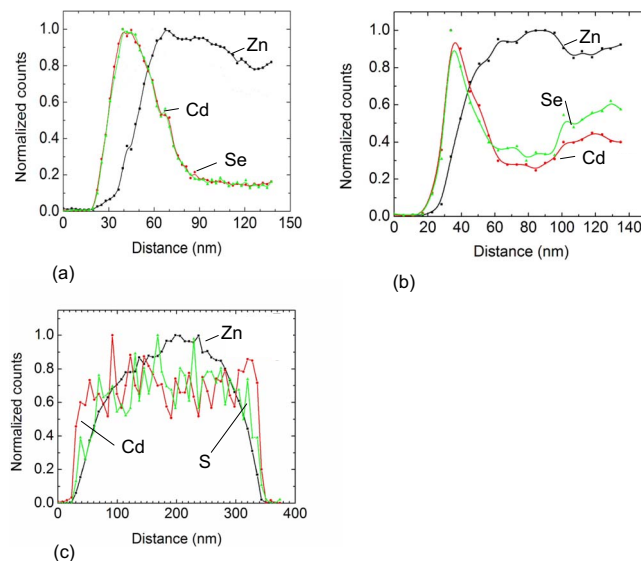 Normalized counts
1.0
0.8
0.6
0.4
0.2
0.0
0 30 60 90 120 150
Distance (nm)
Zn
Cd
Se
(a)
Normalized counts
1.0
0.8
0.6
0.4
0.2
0.0
0 20 40 60 80 100 120 140
Distance (nm)
Zn
Se
Cd
(b)
Normalized counts
1.0
0.8
0.6
0.4
0.2
0.0
0 100 200 300 400
Distance (nm)
Zn
Cd
S
(c)